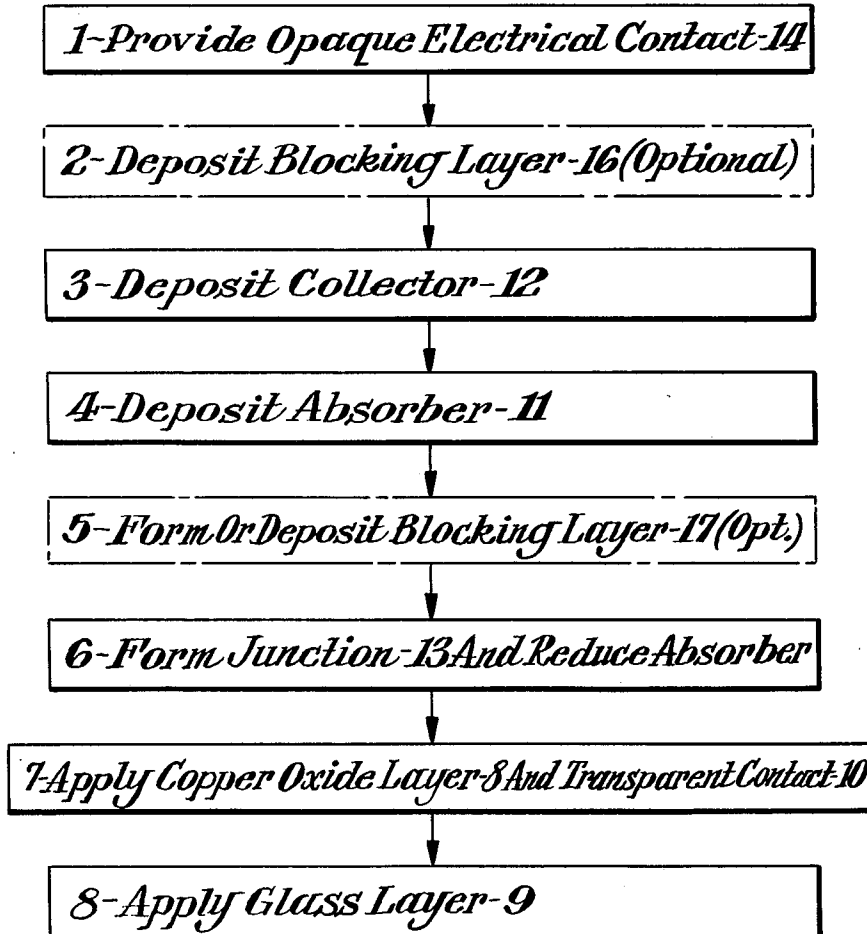 1-Provide Opaque Electrical Contact-14
2-Deposit Blocking Layer-16(Optional)
3-Deposit Collector-12
4-Deposit Absorber-11
5-Form Or Deposit Blocking Layer-17(Opt.)
6-Form Junction-13 And Reduce Absorber
7-Apply Copper Oxide Layer-8 And Transparent Contact-10
8-Apply Glass Layer-9